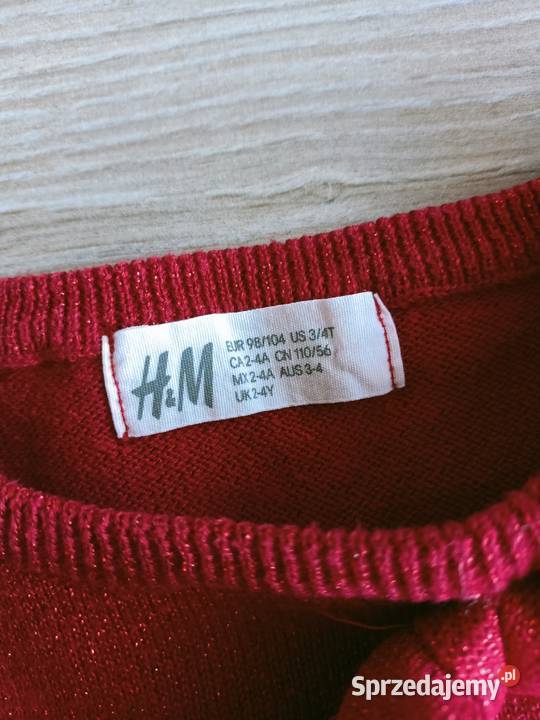 H&M
EUR 98/104 US 3/4T
CA 2-4A CN 110/56
MX 2-4A AUS 3-4
UK 2-4Y
Sprzedajemy.pl